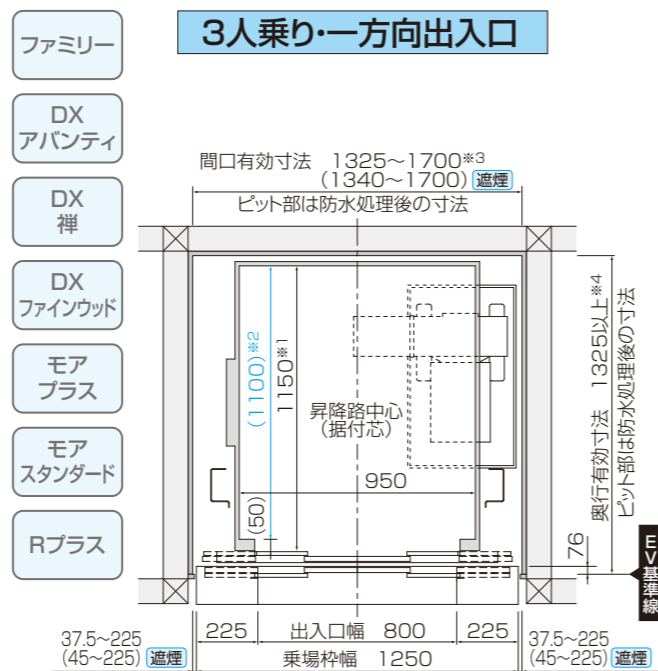 3人乗り・一方向出入口
ファミリー
DX
アバンティ
DX
禅
DX
ファインウッド
モア
プラス
モア
スタンダード
Rプラス
間口有効寸法 1325～1700※3
(1340～1700) 遮煙
ピット部は防水処理後の寸法
(1100)※2
1150※1
昇降路中心
(据付芯)
950
(50)
奥行有効寸法 1325以上※4
ピット部は防水処理後の寸法
76
EV基準線
225
出入口幅 800
225
37.5～225
(45～225) 遮煙
乗場枠幅 1250
37.5～225
(45～225) 遮煙